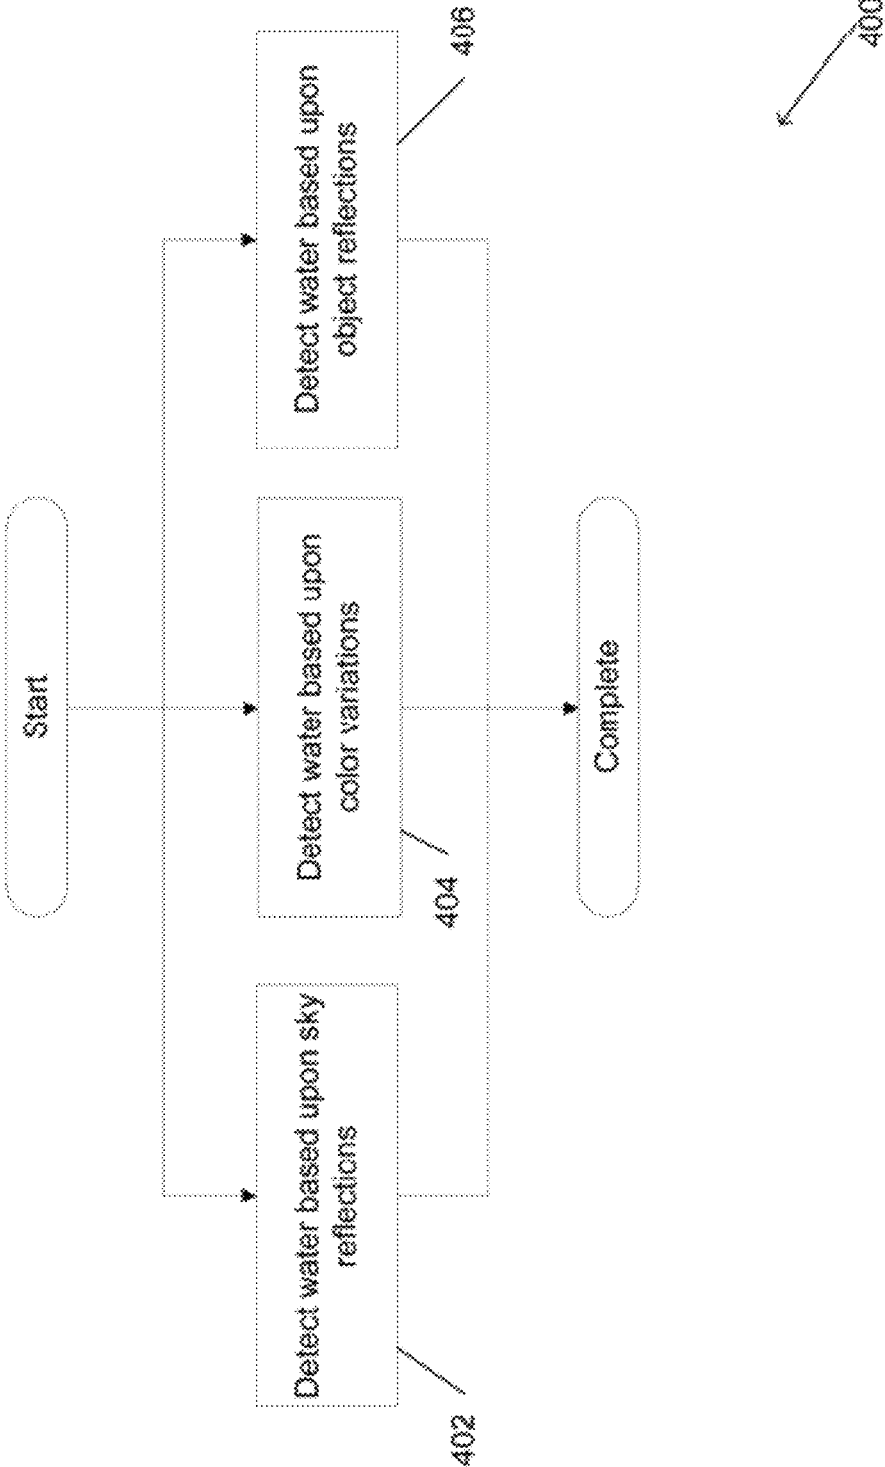 Start
Detect water based upon sky
reflections
402
Detect water based upon
color variations
404
Detect water based upon
object reflections
406
Complete
400